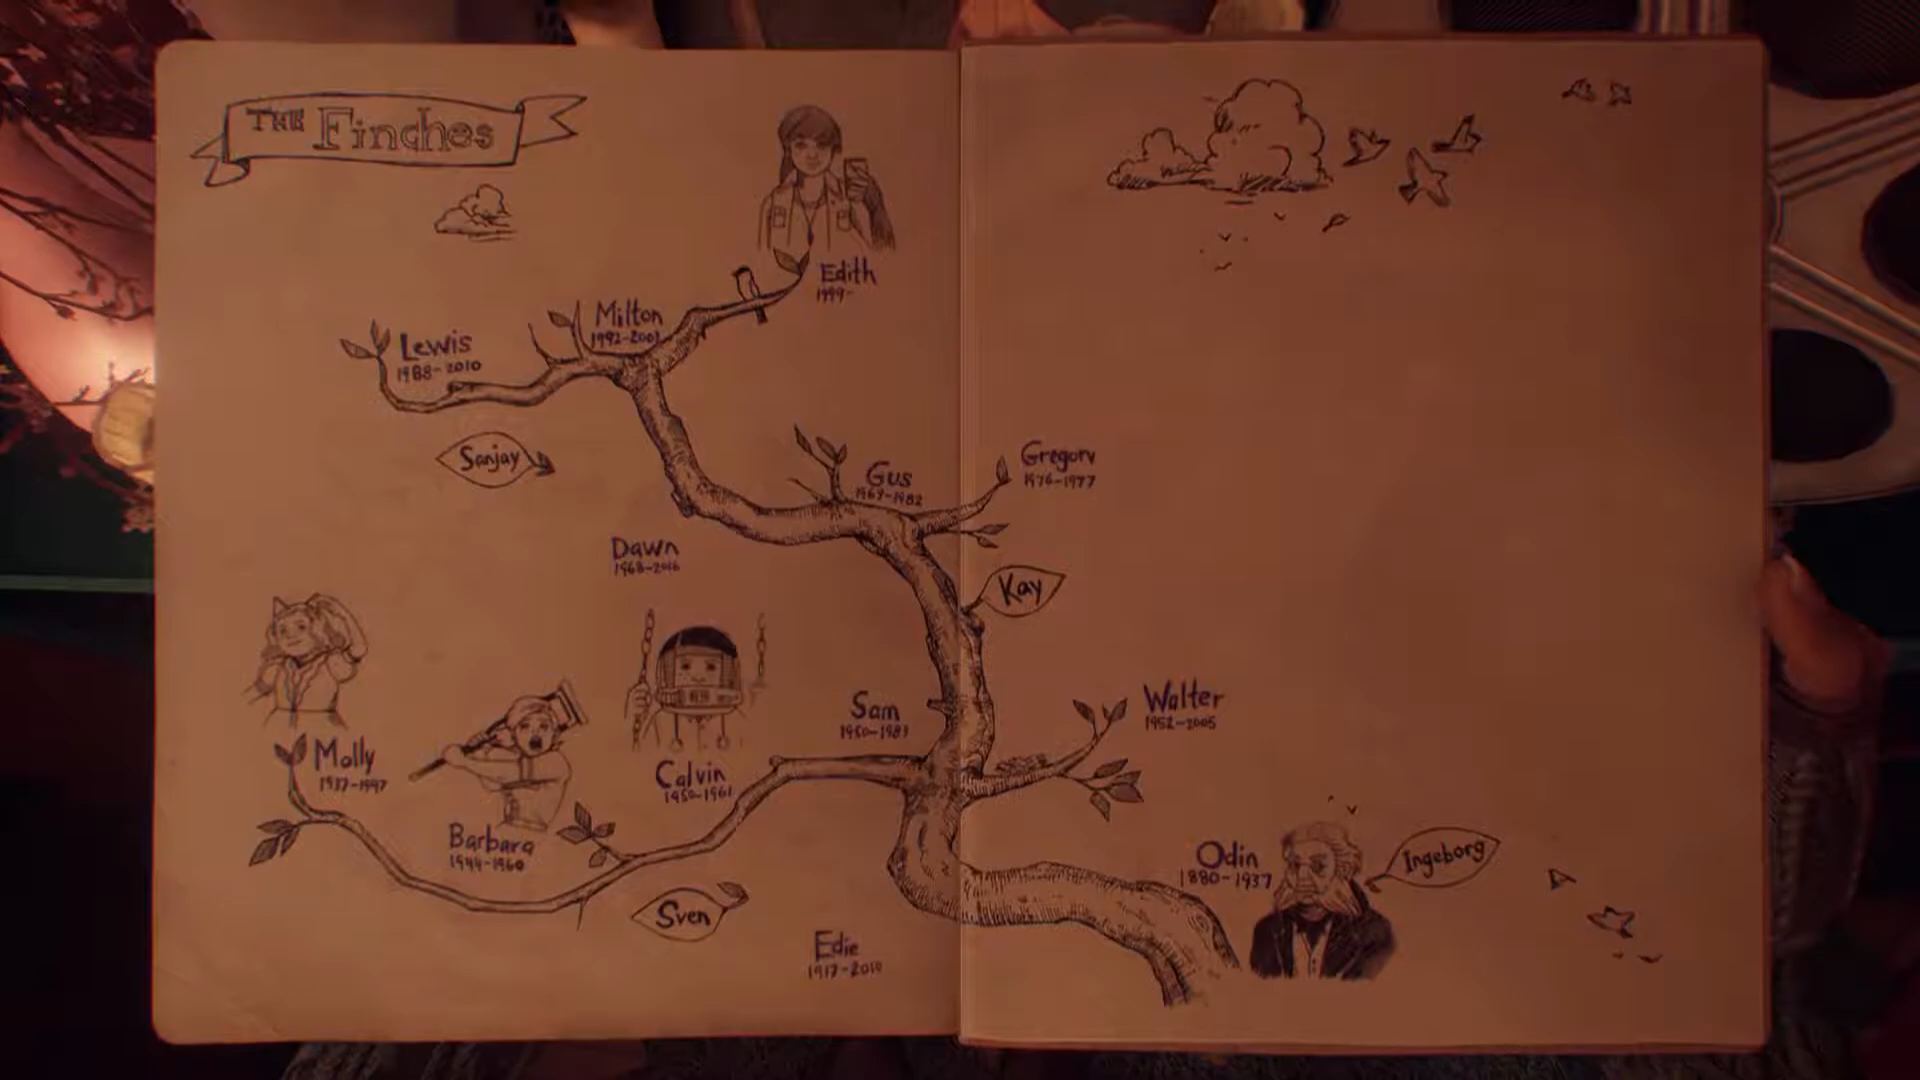 THE Finches
Edith
1999-
Milton
1992-2003
Lewis
1988-2010
Sanjay
Gus
1969-1982
Gregory
1976-1977
Dawn
1968-2016
Kay
Sam
1950-1983
Walter
1952-2005
Molly
1937-1947
Calvin
1950-1961
Barbara
1944-1960
Sven
Odin
1880-1937
Ingeborg
Edie
1917-2010